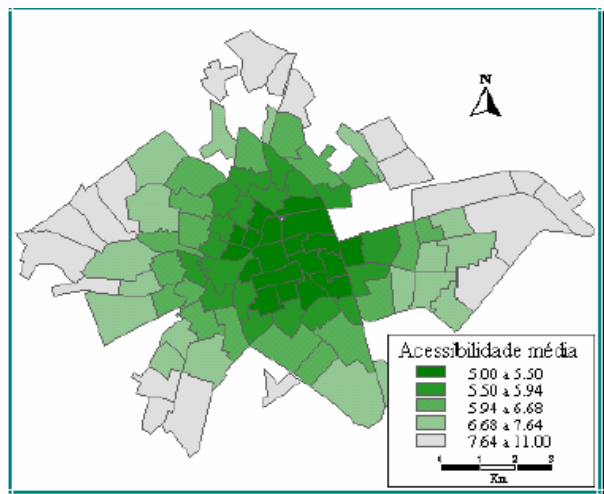 N
Acessibilidade média
5.00 a 5.50
5.50 a 5.94
5.94 a 6.68
6.68 a 7.64
7.64 a 11.00
0 1 2 3
Km